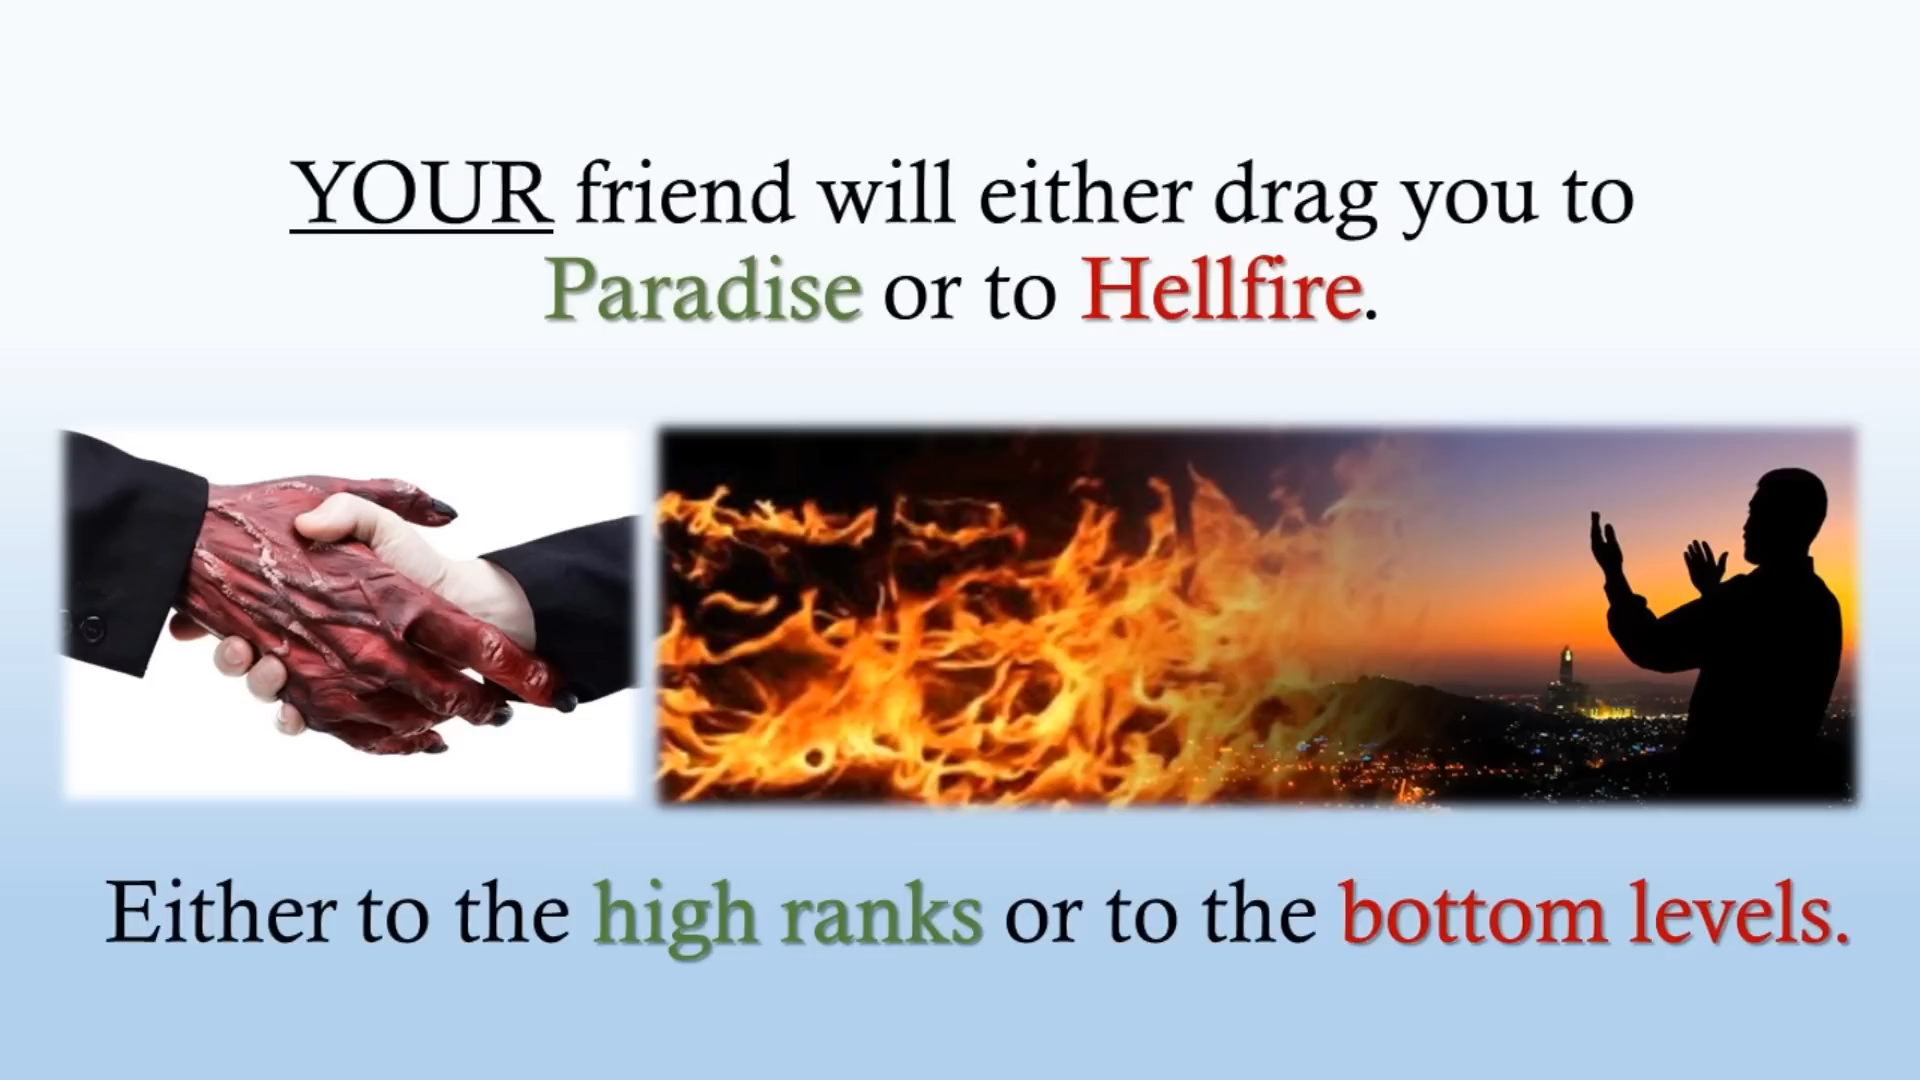 YOUR friend will either drag you to
Paradise or to Hellfire.
Either to the high ranks or to the bottom levels.